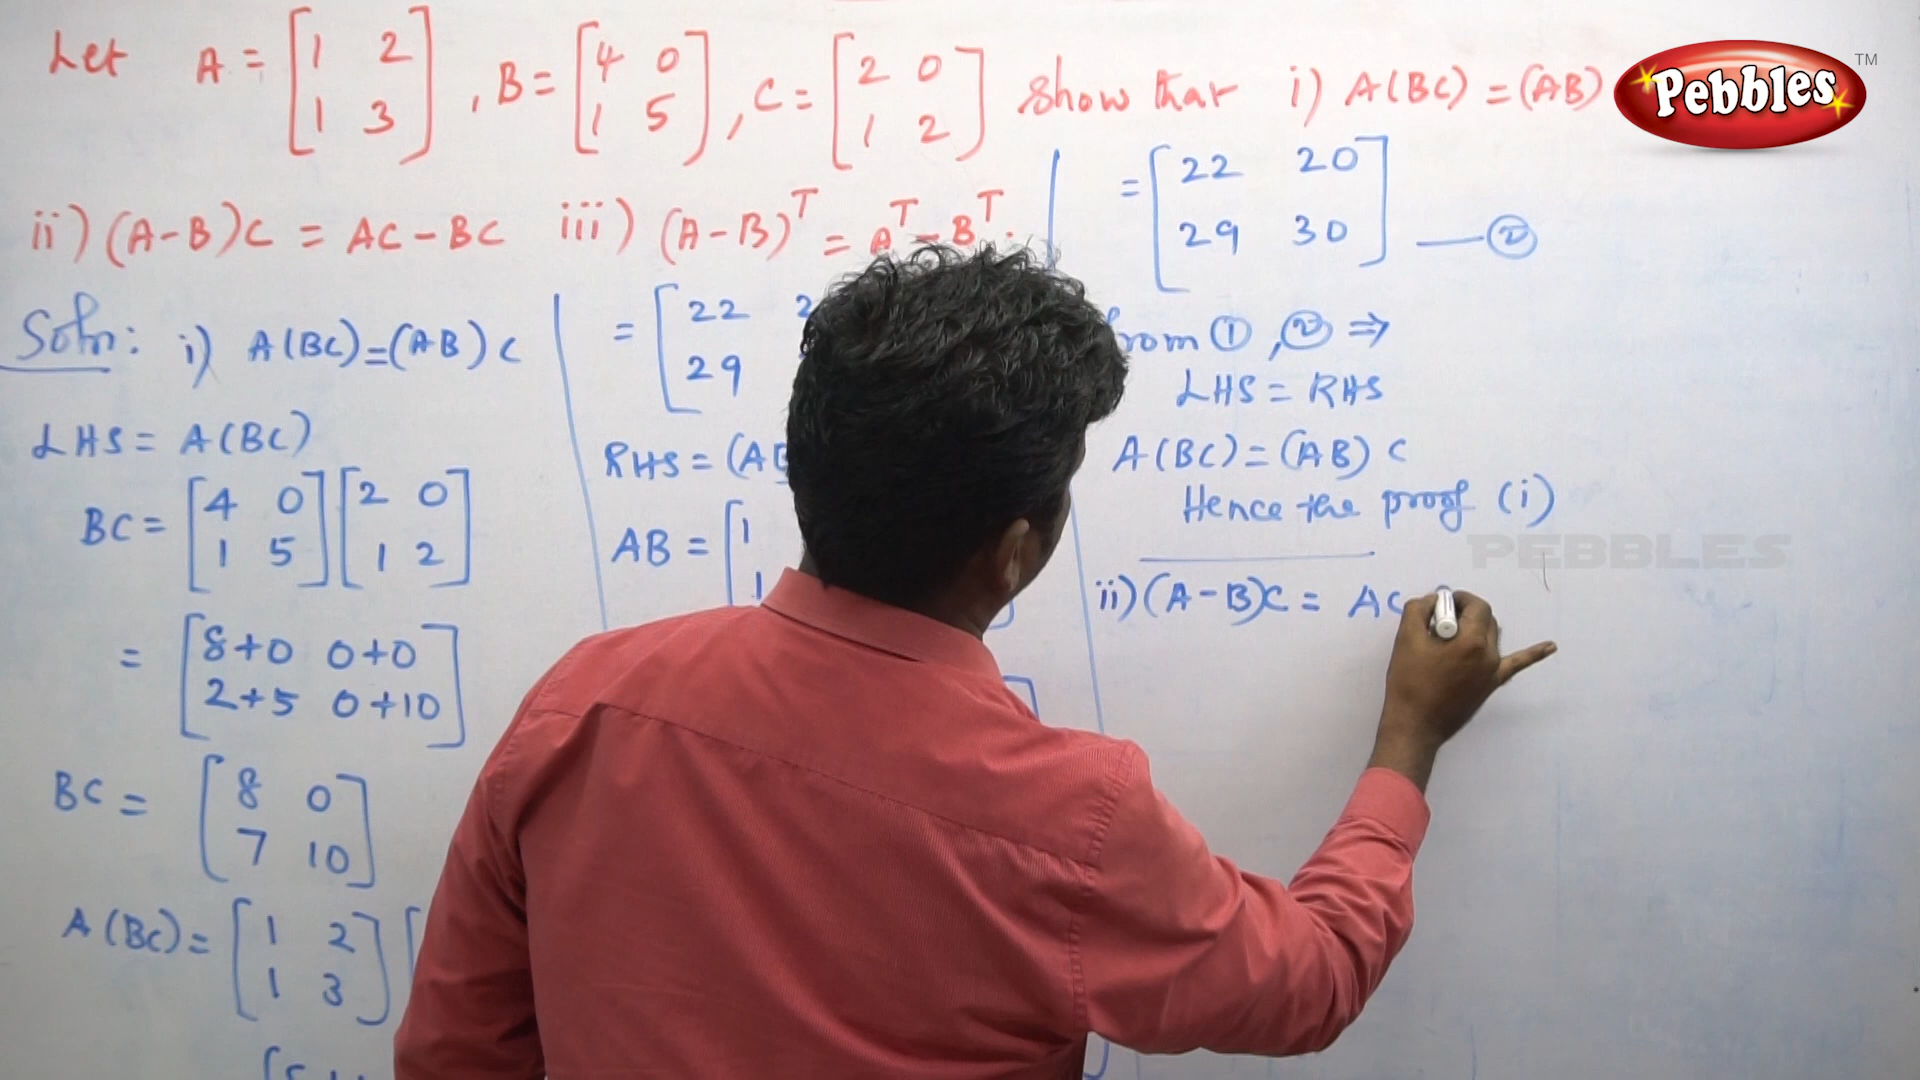 Let A = [1 2 1 3], B = [4 0 1 5], C = [2 0 1 2] show that i) A(BC) = (AB)
ii) (A-B)C = AC-BC iii) (A-B)ᵀ = Aᵀ-Bᵀ.
Pebbles TM
Soln: i) A(BC)=(AB)C
LHS = A(BC)
BC = [4 0 1 5] [2 0 1 2]
= [8+0 0+0 2+5 0+10]
BC = [8 0 7 10]
A(BC) = [1 2 1 3] [
= [22 29
RHS = (A
AB = [1 1
= [22 20 29 30] — ②
①, ② ⇒
LHS = RHS
A(BC)=(AB)C
Hence the proof (i)
PEBBLES
ii) (A-B)C = AC